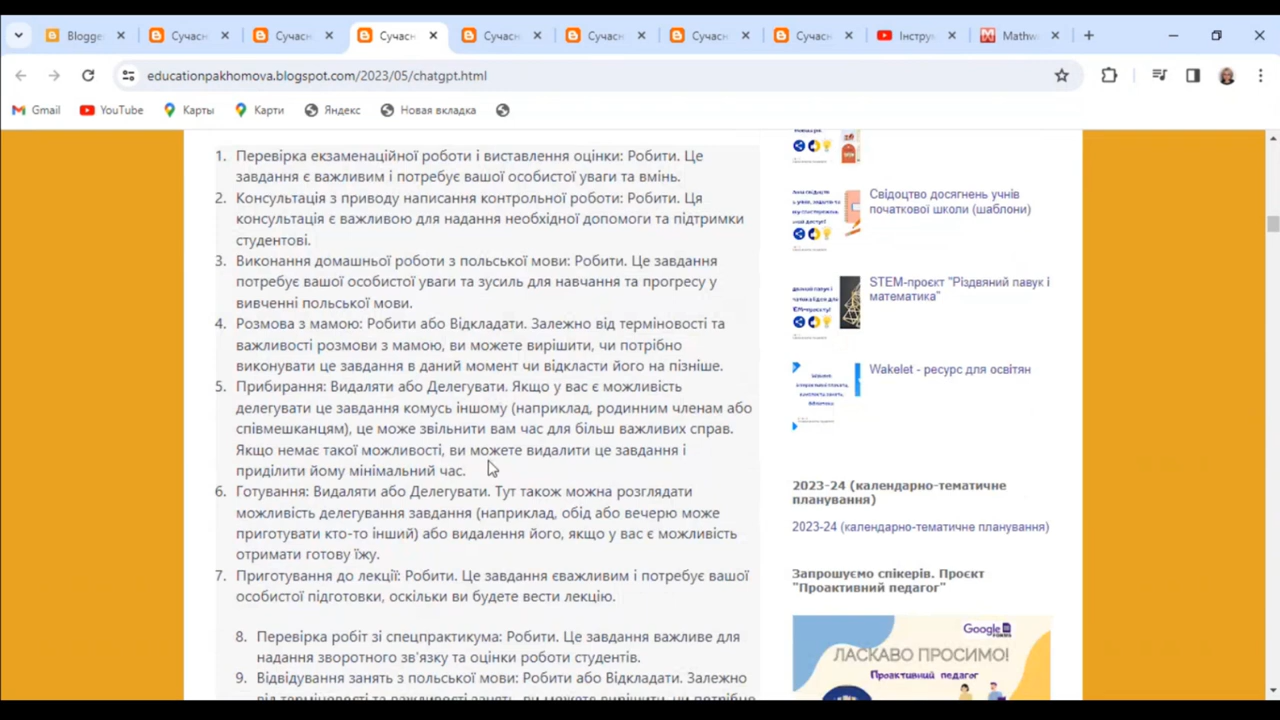 Blogge
Сучасн
Сучасн
Сучасн
Сучасн
Сучасн
Сучасн
Сучасн
Інструк
Mathwa
educationpakhomova.blogspot.com/2023/05/chatgpt.html
Gmail
YouTube
Карты
Карти
Яндекс
Новая вкладка
1. Перевірка екзаменаційної роботи і виставлення оцінки: Робити. Це
завдання є важливим і потребує вашої особистої уваги та вмінь.
2. Консультація з приводу написання контрольної роботи: Робити. Ця
консультація є важливою для надання необхідної допомоги та підтримки
студентові.
3. Виконання домашньої роботи з польської мови: Робити. Це завдання
потребує вашої особистої уваги та зусиль для навчання та прогресу у
вивченні польської мови.
4. Розмова з мамою: Робити або Відкладати. Залежно від терміновості та
важливості розмови з мамою, ви можете вирішити, чи потрібно
виконувати це завдання в даний момент чи відкласти його на пізніше.
5. Прибирання: Видаляти або Делегувати. Якщо у вас є можливість
делегувати це завдання комусь іншому (наприклад, родинним членам або
співмешканцям), це може звільнити вам час для більш важливих справ.
Якщо немає такої можливості, ви можете видалити це завдання і
приділити йому мінімальний час.
6. Готування: Видаляти або Делегувати. Тут також можна розглядати
можливість делегування завдання (наприклад, обід або вечерю може
приготувати кто-то інший) або видалення його, якщо у вас є можливість
отримати готову їжу.
7. Приготування до лекції: Робити. Це завдання єважливим і потребує вашої
особистої підготовки, оскільки ви будете вести лекцію.
8. Перевірка робіт зі спецпрактикума: Робити. Це завдання важливе для
надання зворотного зв'язку та оцінки роботи студентів.
9. Відвідування занять з польської мови: Робити або Відкладати. Залежно
Свідоцтво досягнень учнів
початкової школи (шаблони)
STEM-проєкт "Різдвяний павук і
математика"
Wakelet - ресурс для освітян
2023-24 (календарно-тематичне
планування)
2023-24 (календарно-тематичне планування)
Запрошуємо спікерів. Проєкт
"Проактивний педагог"
Google
ЛАСКАВО ПРОСИМО!
Проактивний педагог